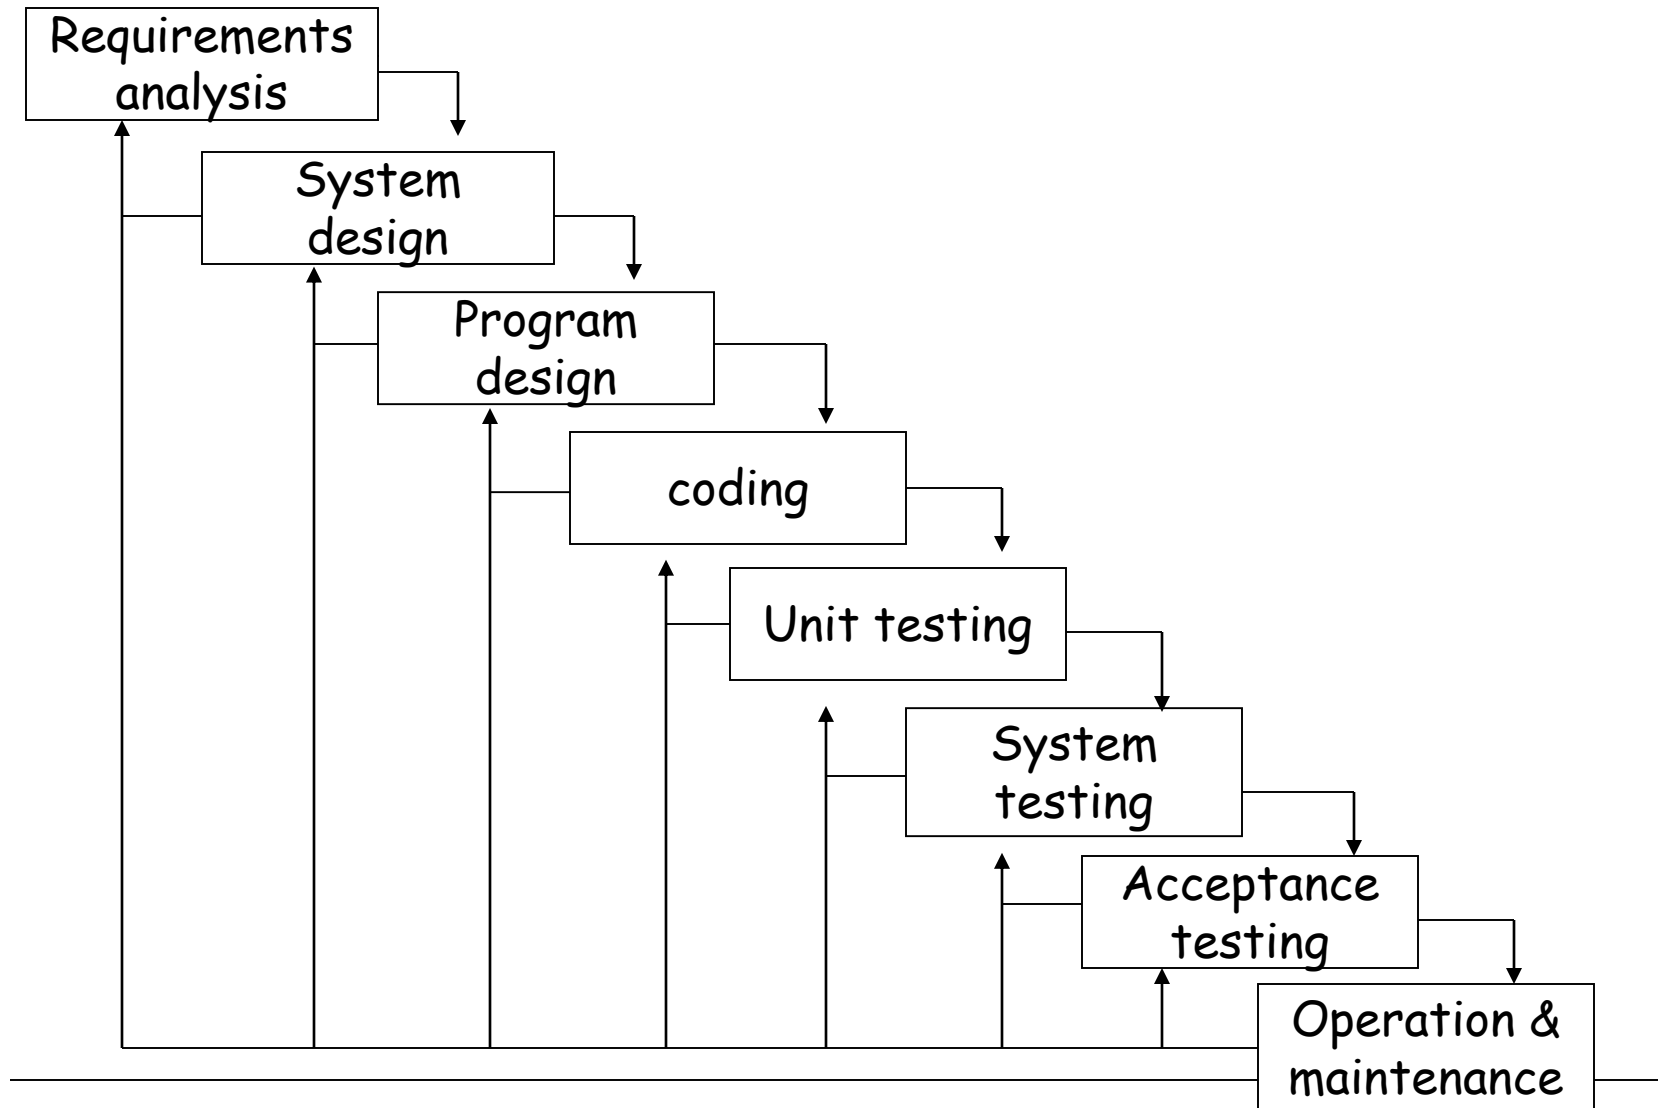 Requirements
analysis
System
design
Program
design
coding
Unit testing
System
testing
Acceptance
testing
Operation &
maintenance